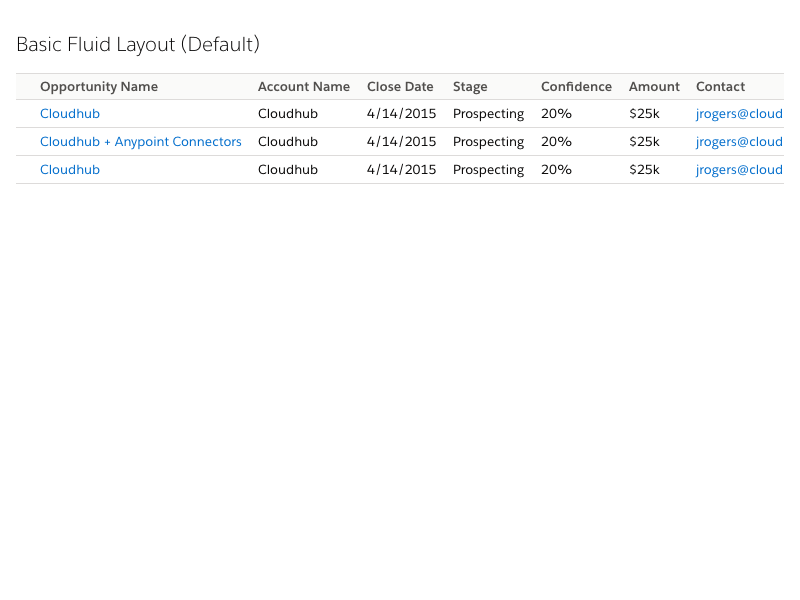 Basic Fluid Layout (Default)
Opportunity Name Account Name Close Date Stage Confidence Amount Contact
Cloudhub Cloudhub 4/14/2015 Prospecting 20% $25k jrogers@cloud
Cloudhub + Anypoint Connectors Cloudhub 4/14/2015 Prospecting 20% $25k jrogers@cloud
Cloudhub Cloudhub 4/14/2015 Prospecting 20% $25k jrogers@cloud